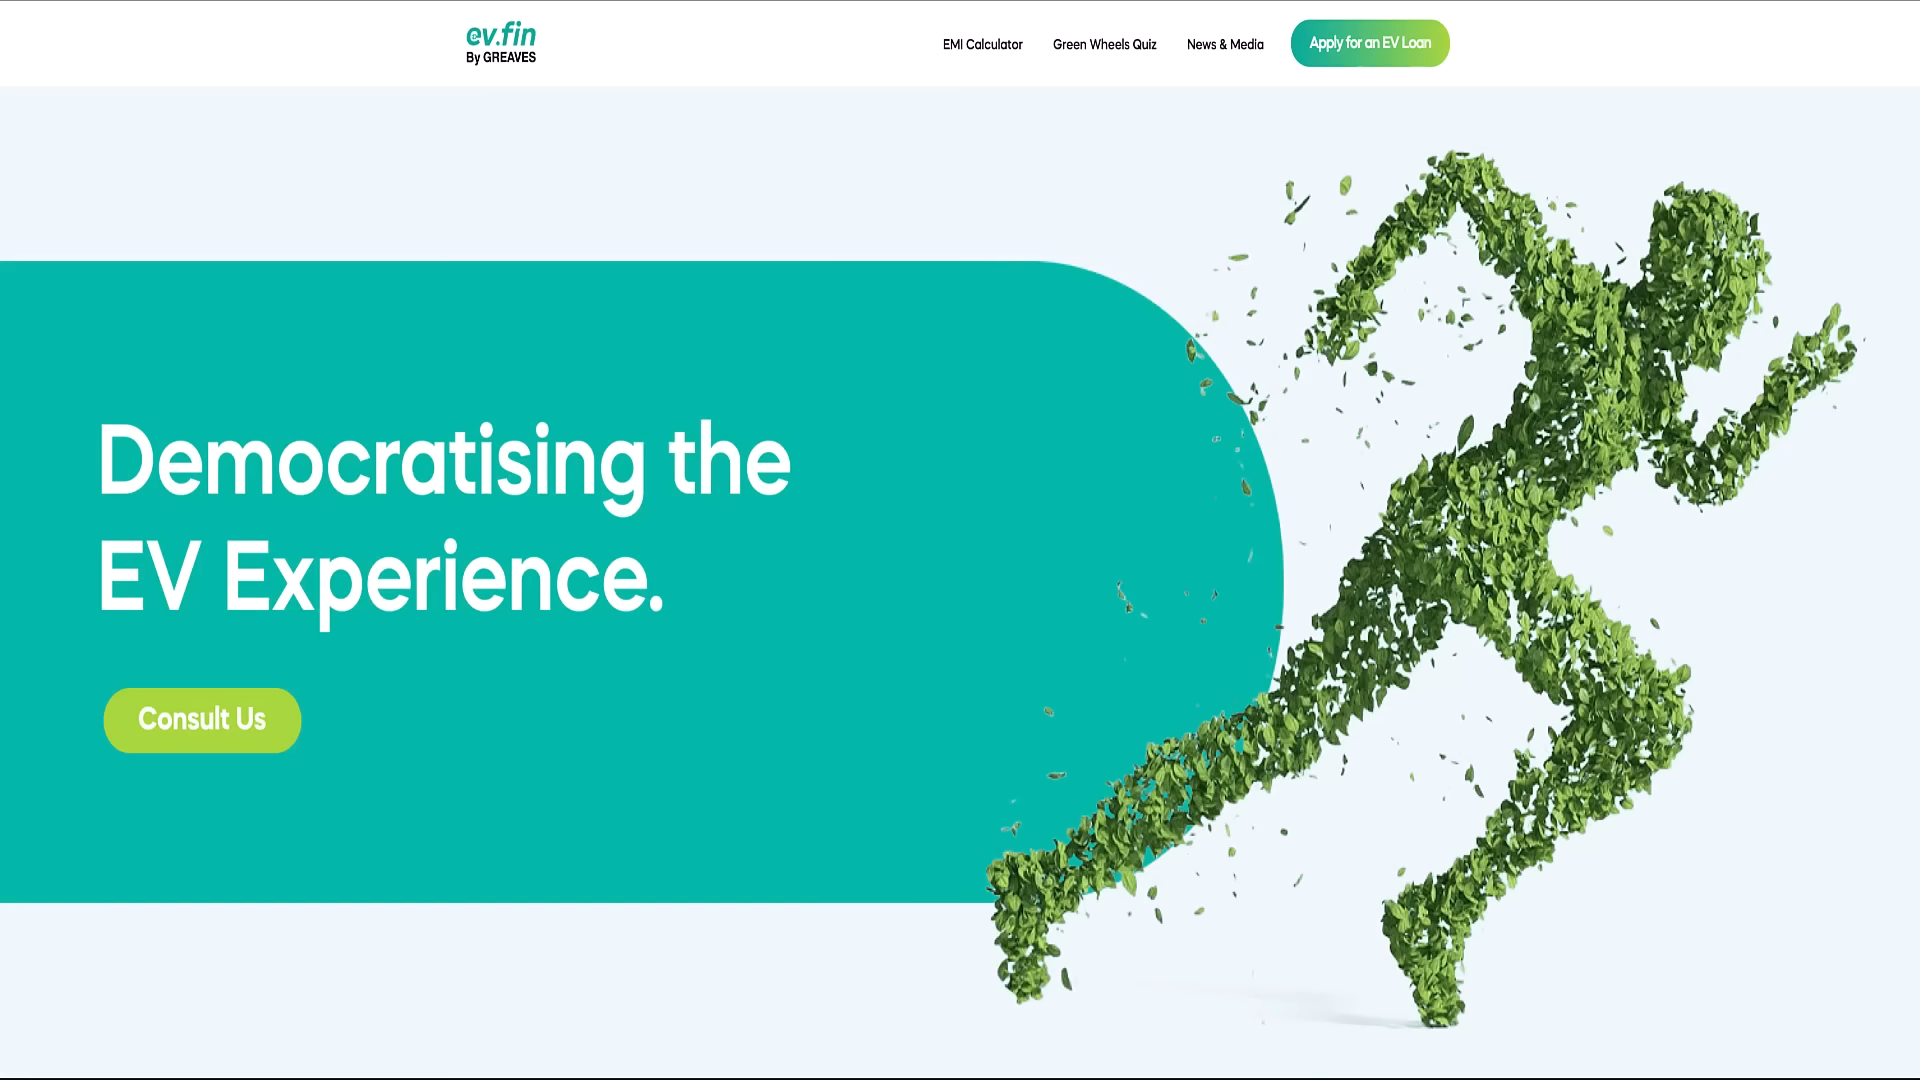 ev.fin
By GREAVES
EMI Calculator
Green Wheels Quiz
News & Media
Apply for an EV Loan
Democratising the
EV Experience.
Consult Us